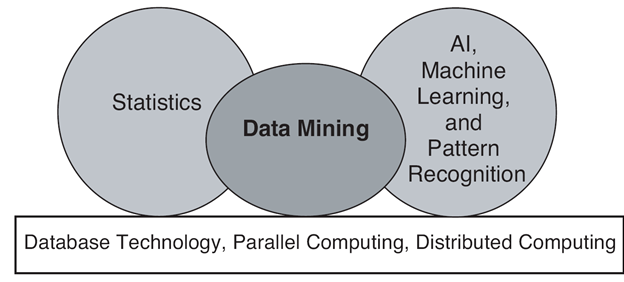 Statistics
Data Mining
AI,
Machine
Learning,
and
Pattern
Recognition
Database Technology, Parallel Computing, Distributed Computing